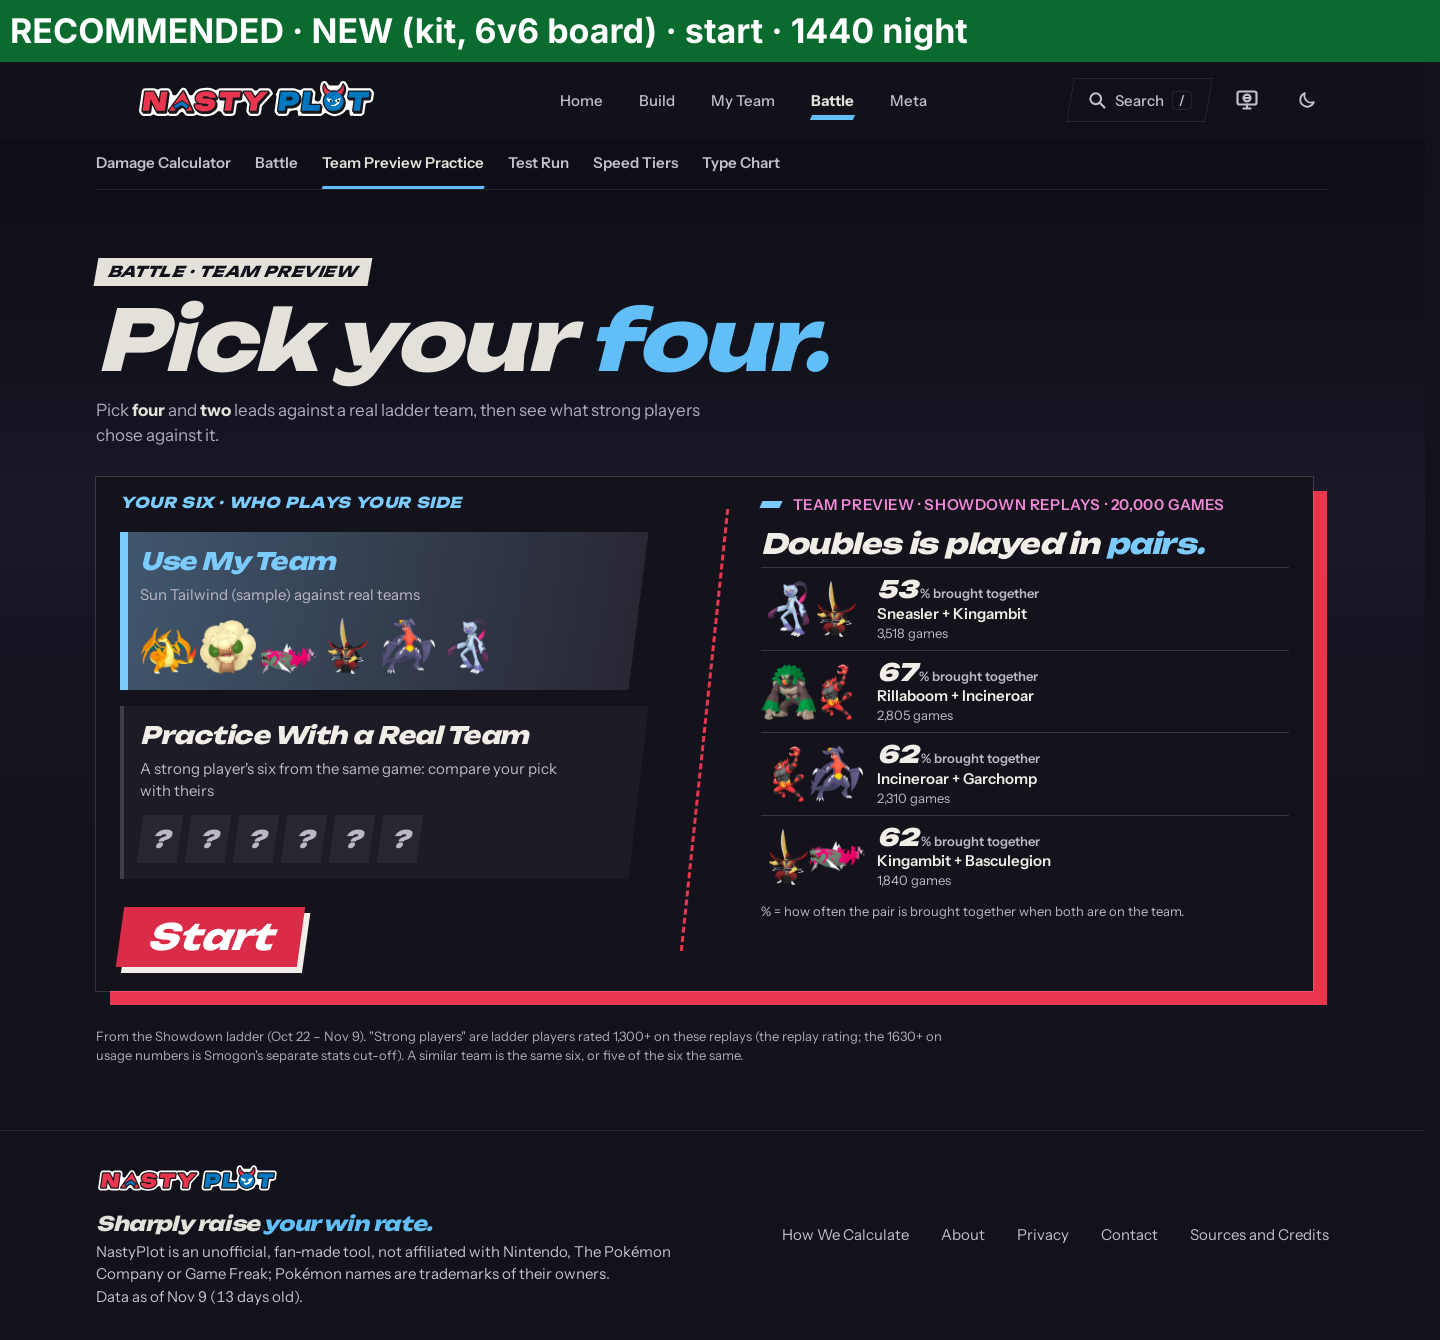 RECOMMENDED · NEW (kit, 6v6 board) · start · 1440 night
NASTY PLOT
Home
Build
My Team
Battle
Meta
Search /
Damage Calculator
Battle
Team Preview Practice
Test Run
Speed Tiers
Type Chart
BATTLE · TEAM PREVIEW
Pick your four.
Pick four and two leads against a real ladder team, then see what strong players
chose against it.
YOUR SIX · WHO PLAYS YOUR SIDE
Use My Team
Sun Tailwind (sample) against real teams
Practice With a Real Team
A strong player's six from the same game: compare your pick
with theirs
? ? ? ? ? ?
Start
TEAM PREVIEW · SHOWDOWN REPLAYS · 20,000 GAMES
Doubles is played in pairs.
53% brought together
Sneasler + Kingambit
3,518 games
67% brought together
Rillaboom + Incineroar
2,805 games
62% brought together
Incineroar + Garchomp
2,310 games
62% brought together
Kingambit + Basculegion
1,840 games
% = how often the pair is brought together when both are on the team.
From the Showdown ladder (Oct 22 – Nov 9). "Strong players" are ladder players rated 1,300+ on these replays (the replay rating; the 1630+ on
usage numbers is Smogon's separate stats cut-off). A similar team is the same six, or five of the six the same.
NASTY PLOT
Sharply raise your win rate.
NastyPlot is an unofficial, fan-made tool, not affiliated with Nintendo, The Pokémon
Company or Game Freak; Pokémon names are trademarks of their owners.
Data as of Nov 9 (13 days old).
How We Calculate
About
Privacy
Contact
Sources and Credits